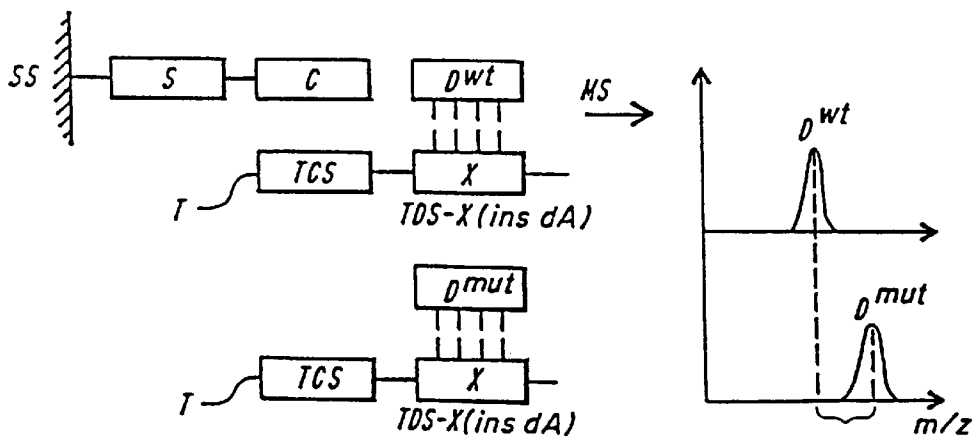 SS S C D wt MS
T TCS X
TDS-X(ins dA)
D mut
T TCS X
TDS-X(ins dA)
D wt
D mut
m/z